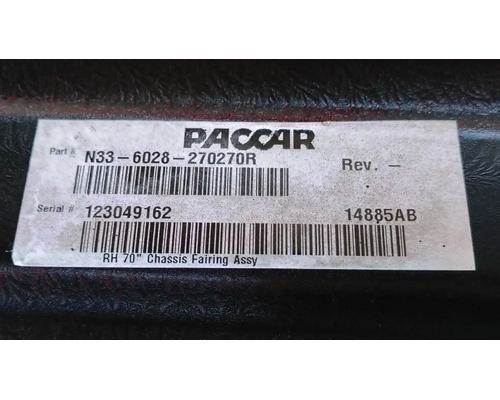 PACCAR
Part # N33-6028-270270R Rev. -
Serial # 123049162 14885AB
RH 70" Chassis Fairing Assy